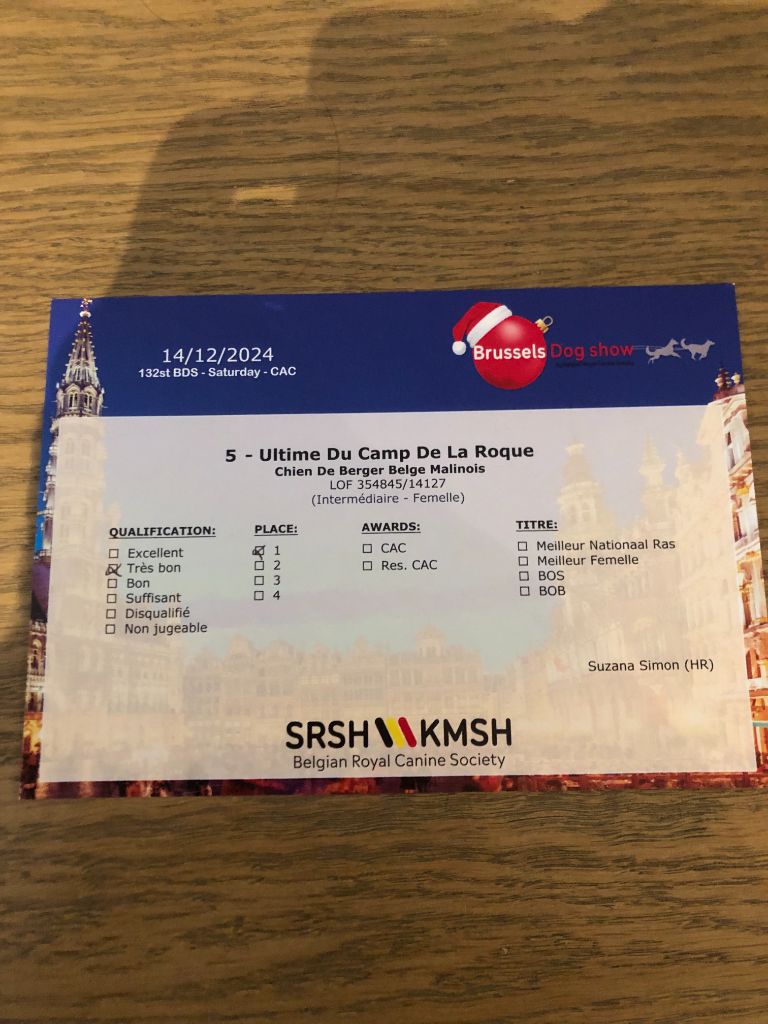 14/12/2024
132st BDS - Saturday - CAC
Brussels Dog show
5 - Ultime Du Camp De La Roque
Chien De Berger Belge Malinois
LOF 354845/14127
(Intermédiaire - Femelle)
QUALIFICATION:
Excellent
Très bon
Bon
Suffisant
Disqualifié
Non jugeable
PLACE:
1
2
3
4
AWARDS:
CAC
Res. CAC
TITRE:
Meilleur Nationaal Ras
Meilleur Femelle
BOS
BOB
Suzana Simon (HR)
SRSH KMSH
Belgian Royal Canine Society